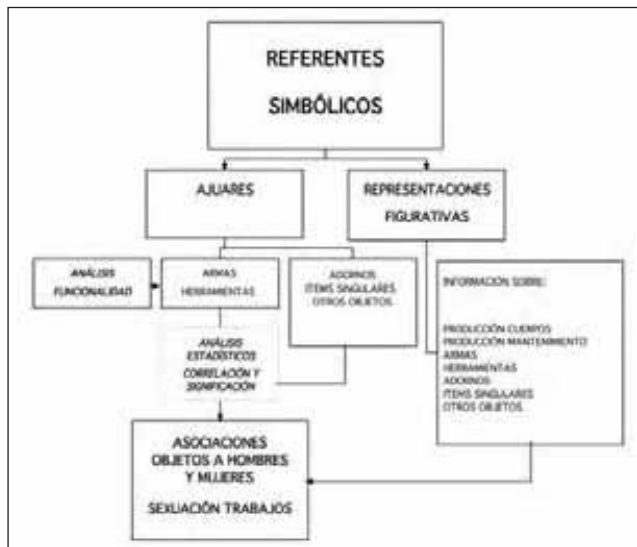 REFERENTES
SIMBÓLICOS
AJUARES
REPRESENTACIONES
FIGURATIVAS
ANÁLISIS
FUNCIONALIDAD
ARMAS
HERRAMIENTAS
ADORNOS
ITEMS SINGULARES
OTROS OBJETOS
INFORMACIÓN SOBRE:
PRODUCCIÓN CUERPOS
PRODUCCIÓN MANTENIMIENTO
ARMAS
HERRAMIENTAS
ADORNOS
ITEMS SINGULARES
OTROS OBJETOS
ANÁLISIS
ESTADÍSTICOS
CORRELACIÓN Y
SIGNIFICACIÓN
ASOCIACIONES
OBJETOS A HOMBRES
Y MUJERES
SEXUACIÓN TRABAJOS